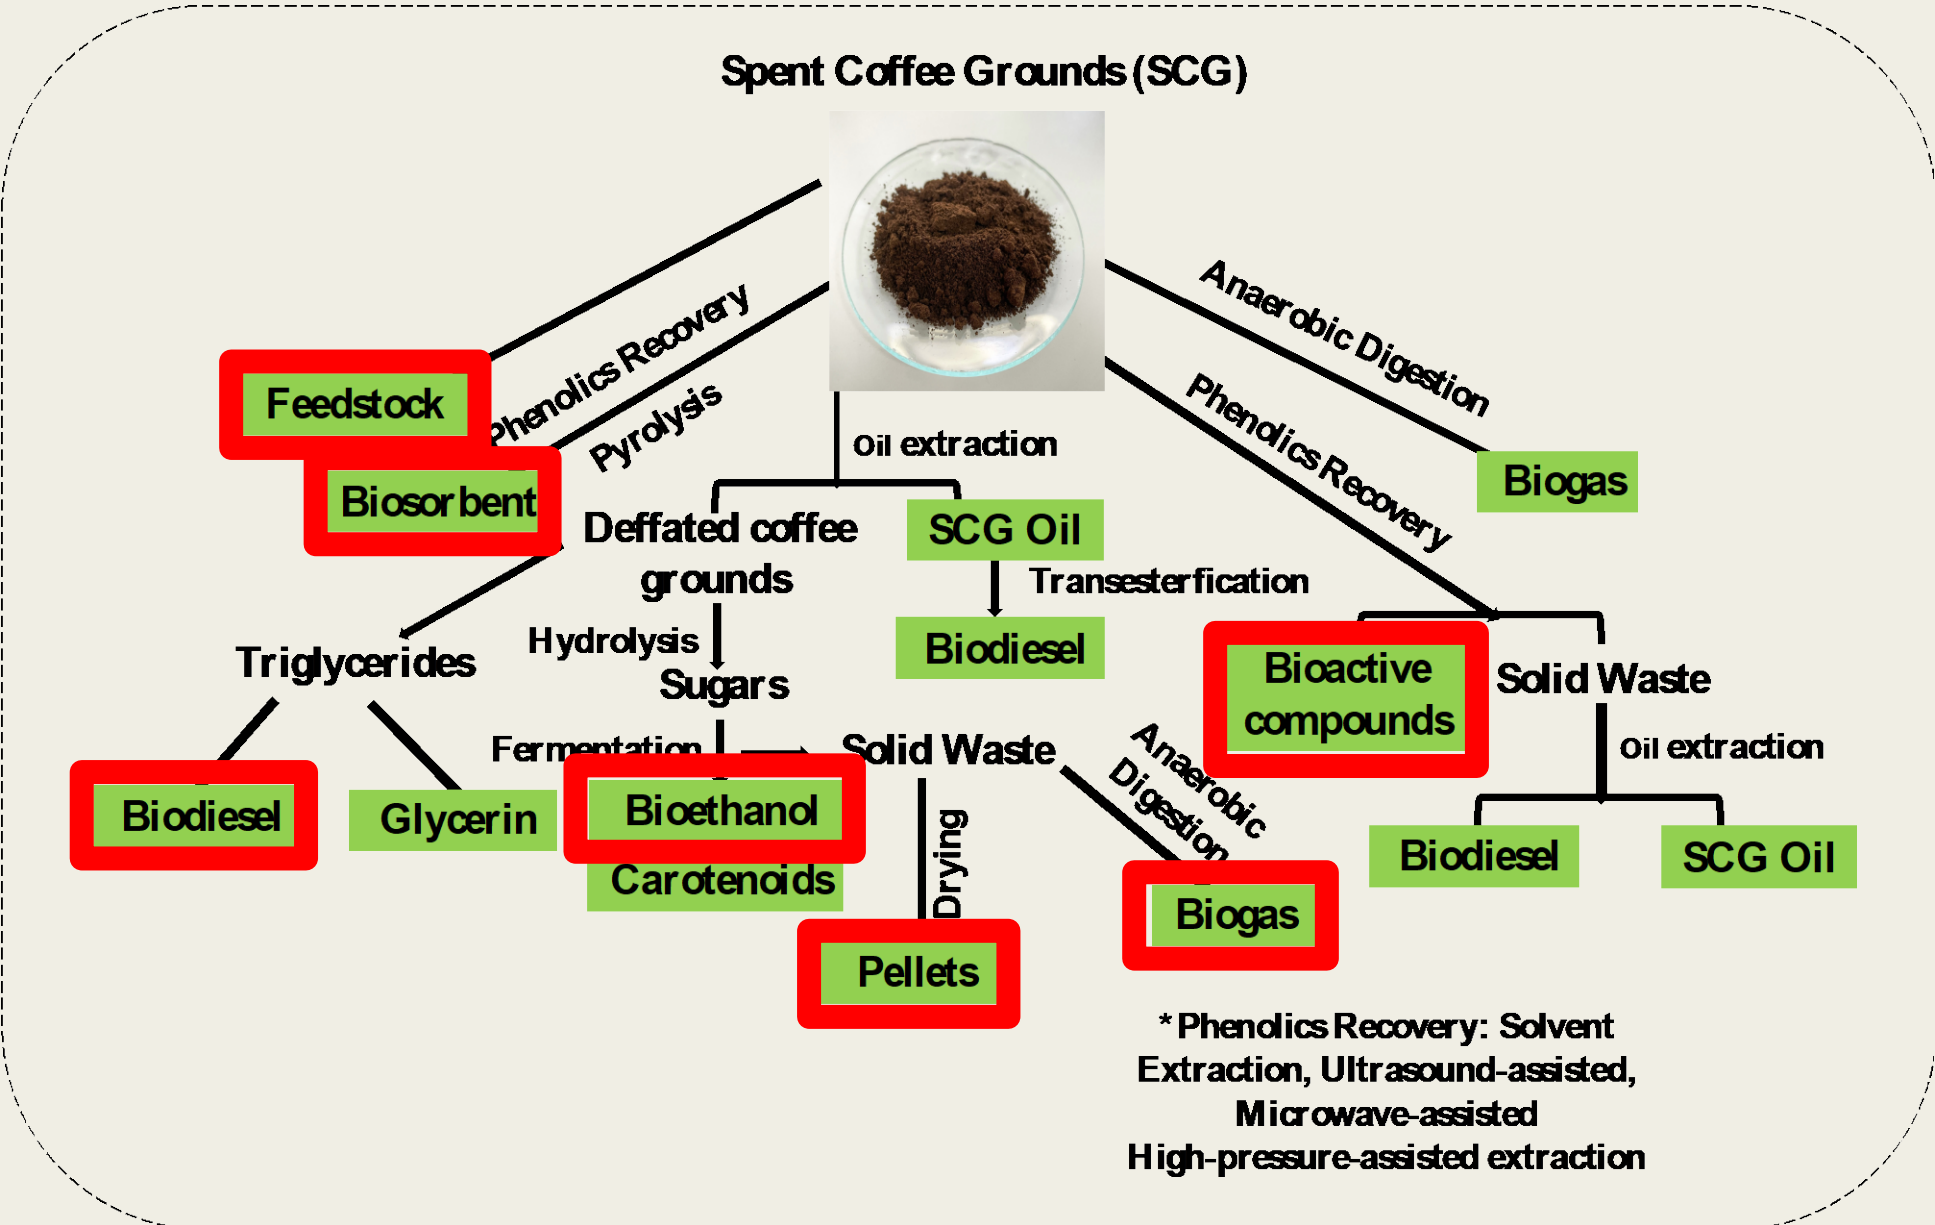 Spent Coffee Grounds (SCG)
Anaerobic Digestion
Phenolics Recovery
Pyrolysis
Phenolics Recovery
Feedstock
Oil extraction
Biogas
Biosorbent
Deffated coffee
grounds
SCG Oil
Transesterfication
Hydrolysis
Biodiesel
Triglycerides
Sugars
Bioactive
compounds
Solid Waste
Fermentation
Solid Waste
Anaerobic
Digestion
Oil extraction
Biodiesel
Glycerin
Bioethanol
Carotenoids
Drying
Biodiesel
SCG Oil
Biogas
Pellets
*Phenolics Recovery: Solvent
Extraction, Ultrasound-assisted,
Microwave-assisted
High-pressure-assisted extraction